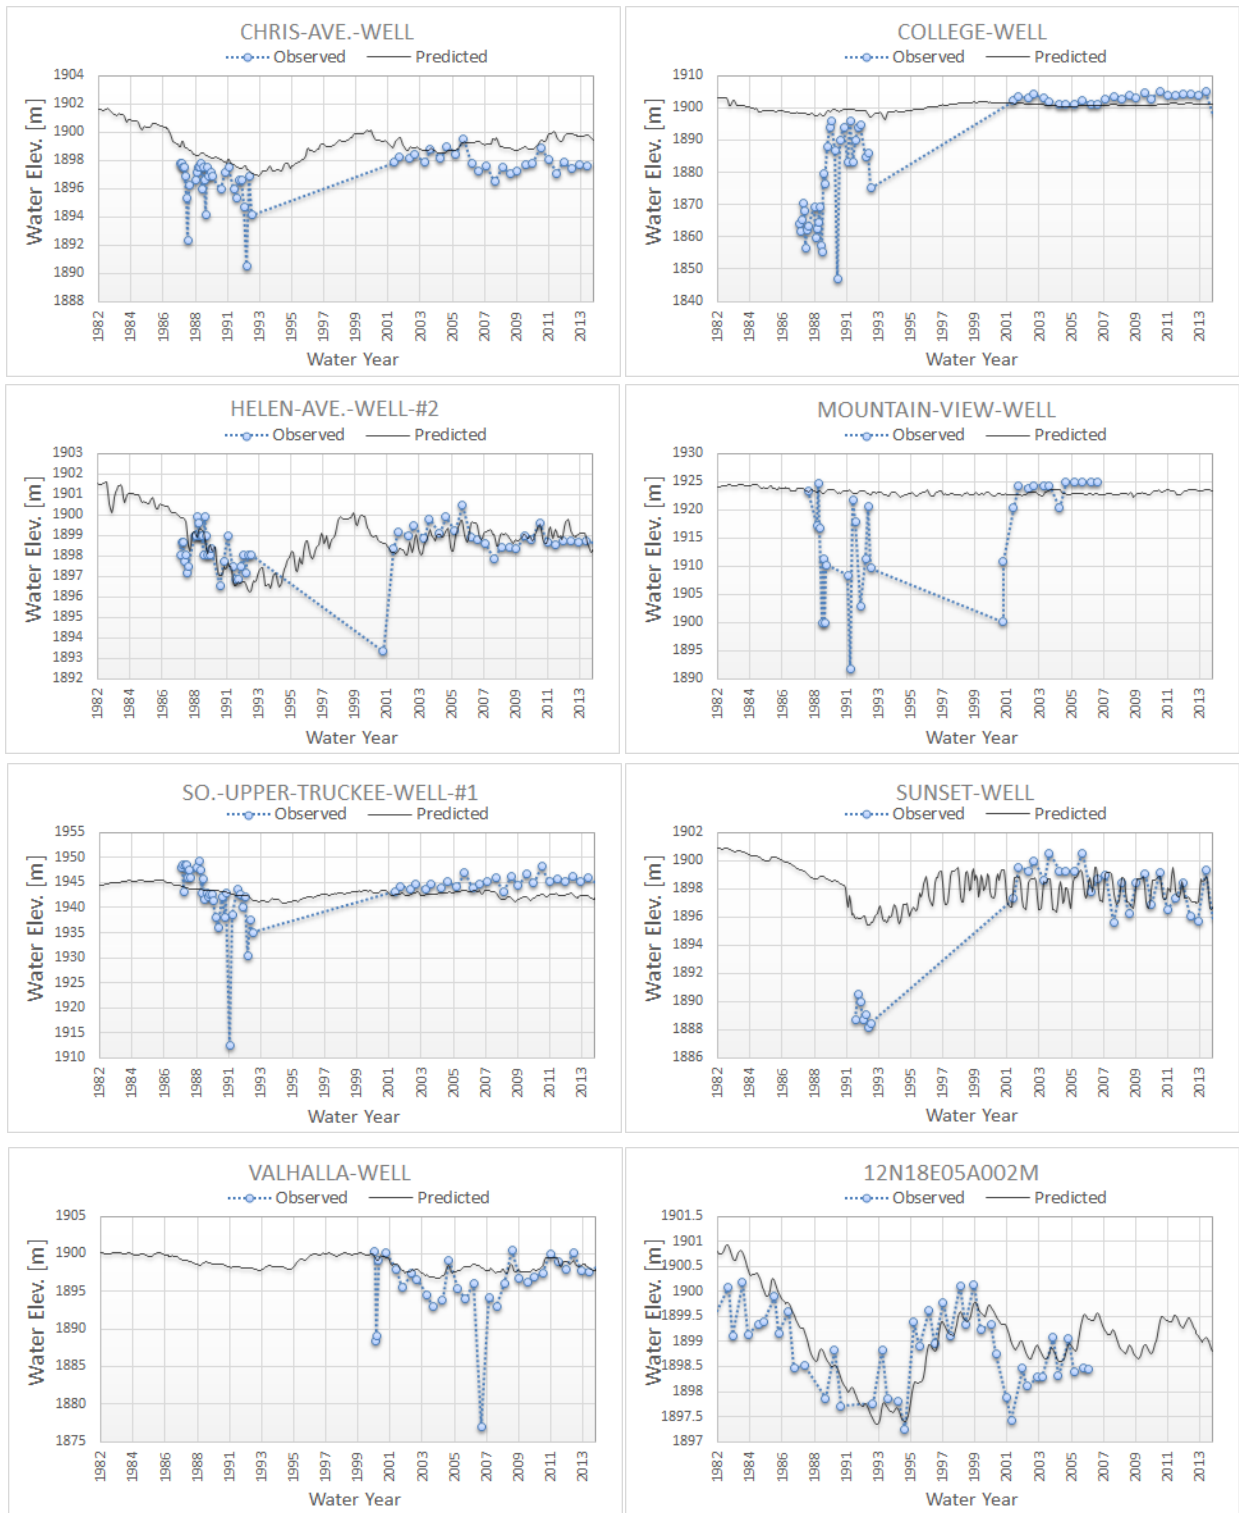 CHRIS-AVE.-WELL
Observed Predicted
Water Elev. [m]
1904
1902
1900
1898
1896
1894
1892
1890
1888
1982 1984 1986 1988 1991 1993 1995 1997 1999 2001 2003 2005 2007 2009 2011 2013
Water Year
COLLEGE-WELL
Observed Predicted
Water Elev. [m]
1910
1900
1890
1880
1870
1860
1850
1840
1982 1984 1986 1988 1991 1993 1995 1997 1999 2001 2003 2005 2007 2009 2011 2013
Water Year
HELEN-AVE.-WELL-#2
Observed Predicted
Water Elev. [m]
1903
1901
1900
1899
1898
1897
1896
1894
1893
1892
1982 1984 1986 1988 1991 1993 1995 1997 1999 2001 2003 2005 2007 2009 2011 2013
Water Year
MOUNTAIN-VIEW-WELL
Observed Predicted
Water Elev. [m]
1930
1925
1920
1915
1910
1905
1900
1895
1890
1982 1984 1986 1988 1991 1993 1995 1997 1999 2001 2003 2005 2007 2009 2011 2013
Water Year
SO.-UPPER-TRUCKEE-WELL-#1
Observed Predicted
Water Elev. [m]
1955
1950
1945
1940
1935
1930
1925
1920
1915
1910
1982 1984 1986 1988 1991 1993 1995 1997 1999 2001 2003 2005 2007 2009 2011 2013
Water Year
SUNSET-WELL
Observed Predicted
Water Elev. [m]
1902
1900
1898
1896
1894
1892
1890
1888
1886
1982 1984 1986 1988 1991 1993 1995 1997 1999 2001 2003 2005 2007 2009 2011 2013
Water Year
VALHALLA-WELL
Observed Predicted
Water Elev. [m]
1905
1900
1895
1890
1885
1880
1875
1982 1984 1986 1988 1991 1993 1995 1997 1999 2001 2003 2005 2007 2009 2011 2013
Water Year
12N18E05A002M
Observed Predicted
Water Elev. [m]
1901.5
1901
1900.5
1900
1899.5
1899
1898.5
1898
1897.5
1897
1982 1984 1986 1988 1991 1993 1995 1997 1999 2001 2003 2005 2007 2009 2011 2013
Water Year